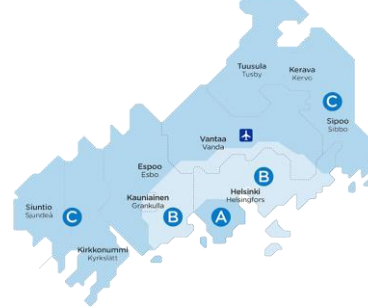 Tuusula
Tusby
Kerava
Kervo
C
Sipoo
Sibbo
Vantaa
Vanda
Espoo
Esbo
B
Helsinki
Helsingfors
Kauniainen
Grankulla
B
A
Siuntio
Sjundeå
C
Kirkkonummi
Kyrkslätt